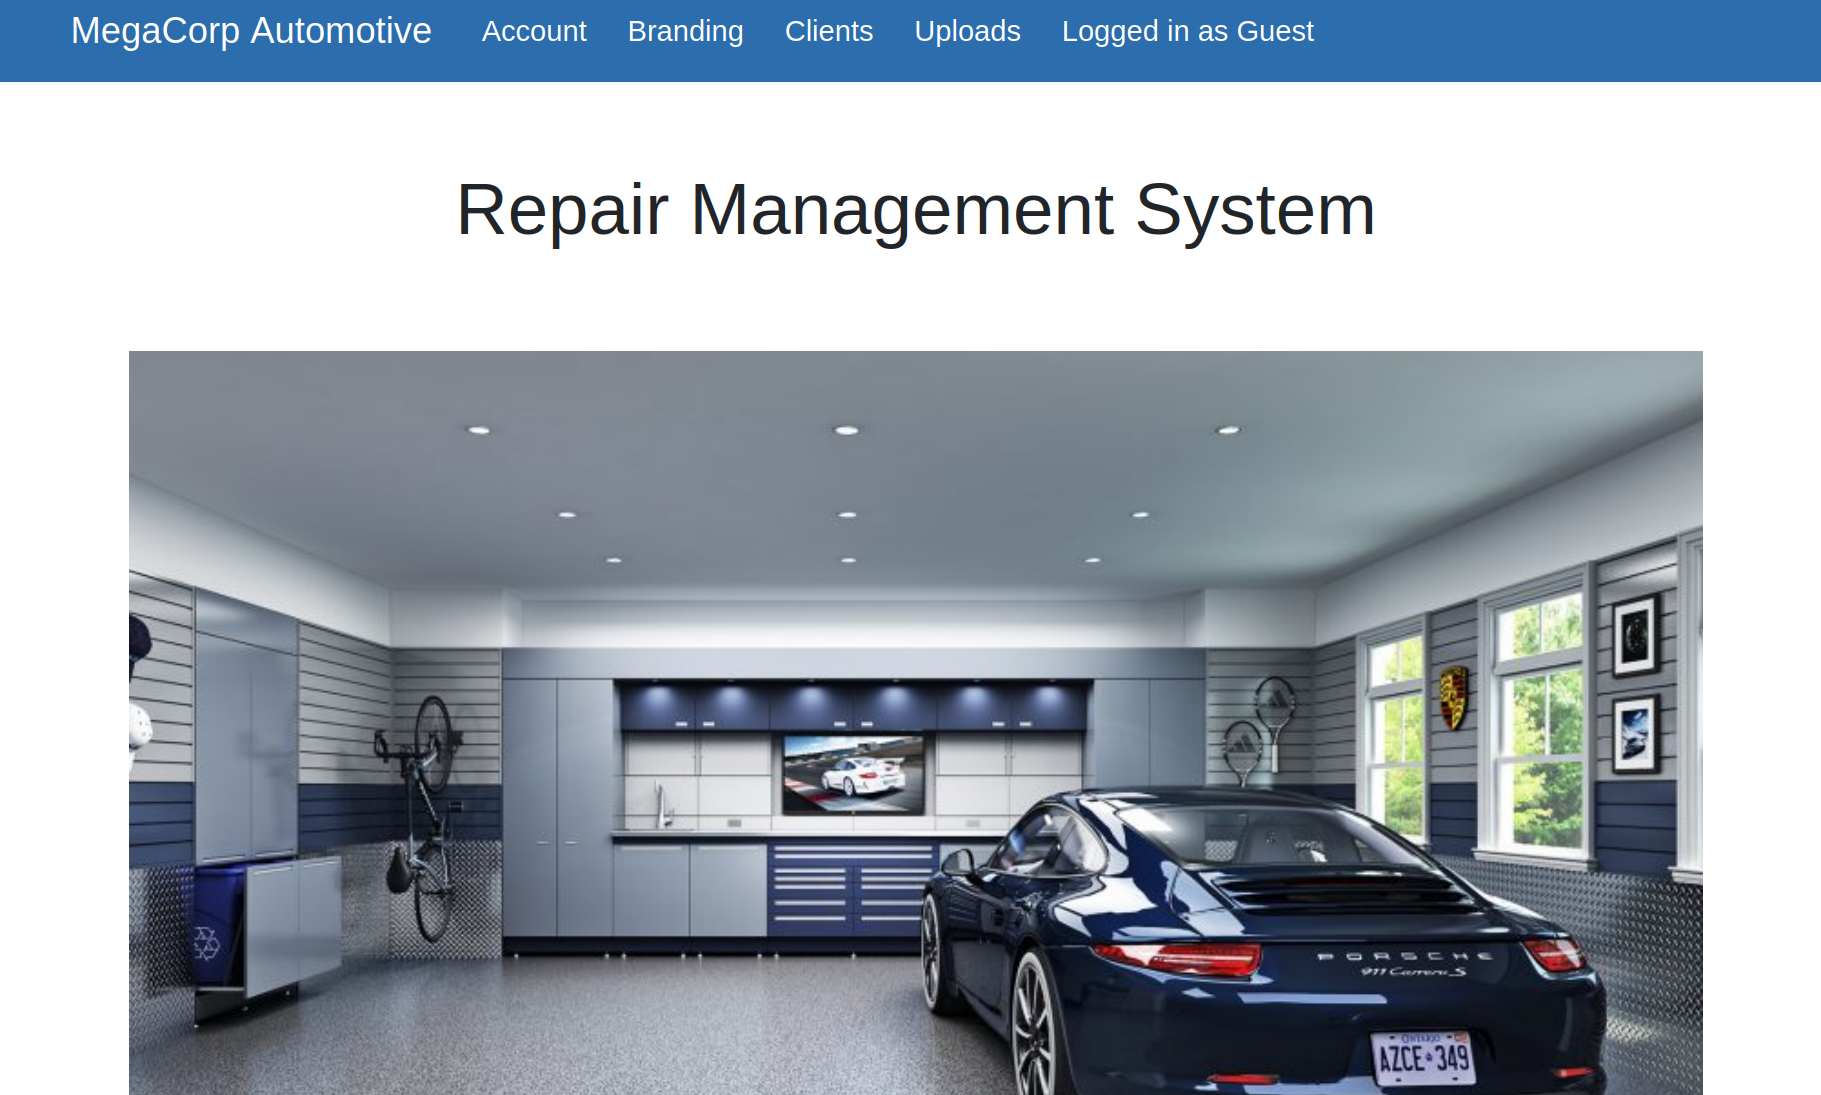 MegaCorp Automotive Account Branding Clients Uploads Logged in as Guest
Repair Management System
PORSCHE
911 Carrera S
ONTARIO
AZCE 349